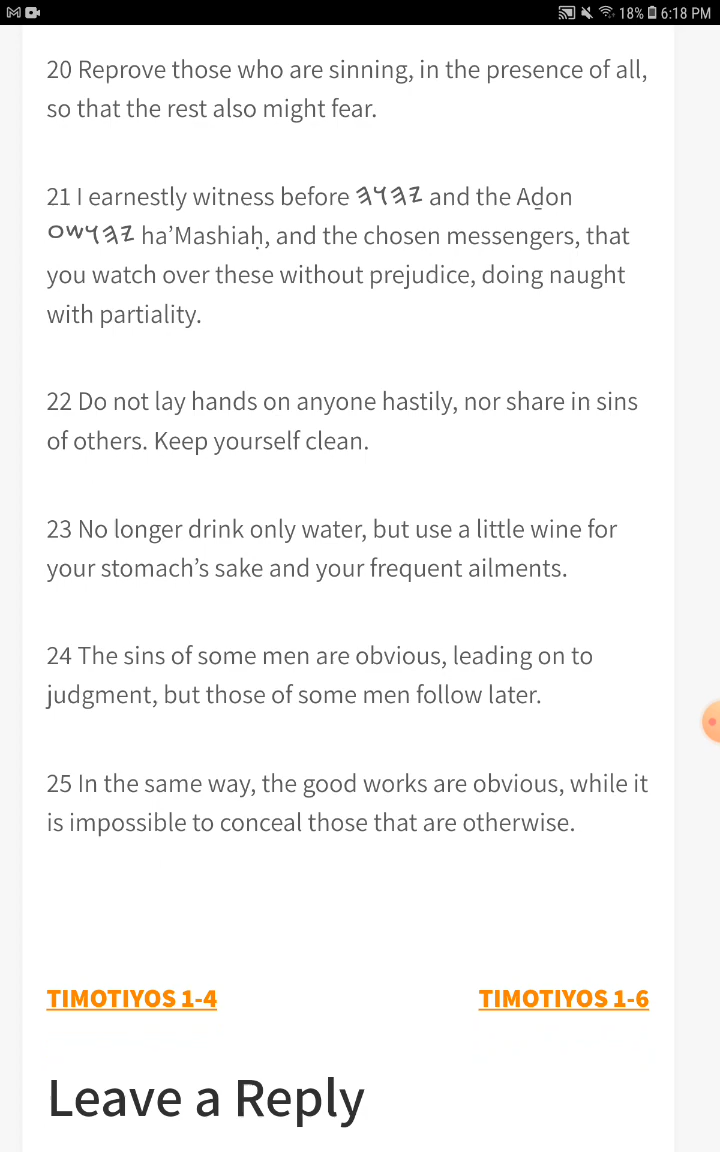 18% 6:18 PM
20 Reprove those who are sinning, in the presence of all,
so that the rest also might fear.
21 I earnestly witness before 𐤉𐤄𐤅𐤄 and the Aḏon
𐤉𐤄𐤅𐤔𐤏 ha’Mashiaḥ, and the chosen messengers, that
you watch over these without prejudice, doing naught
with partiality.
22 Do not lay hands on anyone hastily, nor share in sins
of others. Keep yourself clean.
23 No longer drink only water, but use a little wine for
your stomach’s sake and your frequent ailments.
24 The sins of some men are obvious, leading on to
judgment, but those of some men follow later.
25 In the same way, the good works are obvious, while it
is impossible to conceal those that are otherwise.
TIMOTIYOS 1-4 TIMOTIYOS 1-6
Leave a Reply